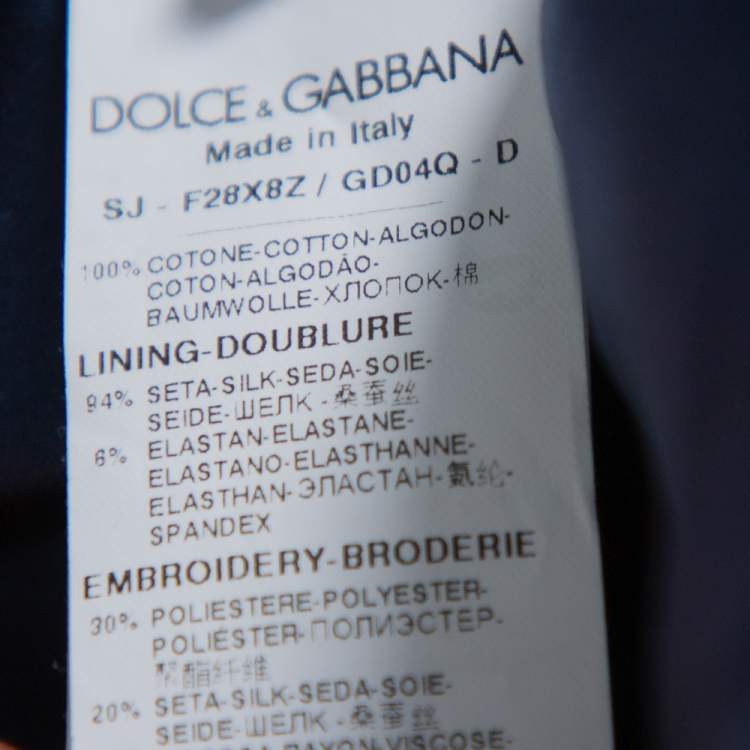 DOLCE & GABBANA
Made in Italy
SJ - F28X8Z / GD04Q - D
100% COTONE-COTTON-ALGODON-
COTON-ALGODÃO-
BAUMWOLLE-ХЛОПОК-棉
LINING-DOUBLURE
94% SETA-SILK-SEDA-SOIE-
SEIDE-ШЕЛК-桑蚕丝
6% ELASTAN-ELASTANE-
ELASTANO-ELASTHANNE-
ELASTHAN-ЭЛАСТАН-氨纶-
SPANDEX
EMBROIDERY-BRODERIE
30% POLIESTERE-POLYESTER-
POLIÉSTER-ПОЛИЭСТЕР-
聚酯纤维
20% SETA-SILK-SEDA-SOIE-
SEIDE-ШЕЛК-桑蚕丝
RAYON-VISCOSE-